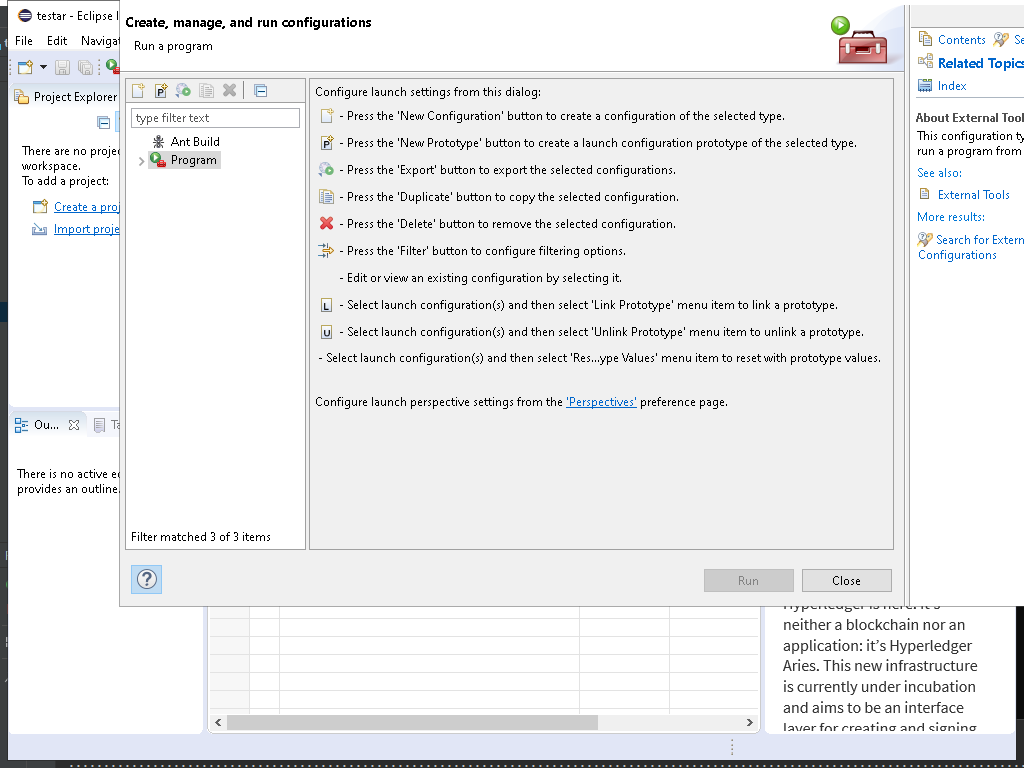 testar - Eclipse I
File Edit Navigat
Project Explorer
There are no proje
workspace.
To add a project:
Create a proj
Import proje
Ou...
Ta
There is no active ed
provides an outline.
Create, manage, and run configurations
Run a program
type filter text
Ant Build
Program
Filter matched 3 of 3 items
Configure launch settings from this dialog:
- Press the 'New Configuration' button to create a configuration of the selected type.
P - Press the 'New Prototype' button to create a launch configuration prototype of the selected type.
- Press the 'Export' button to export the selected configurations.
- Press the 'Duplicate' button to copy the selected configuration.
- Press the 'Delete' button to remove the selected configuration.
- Press the 'Filter' button to configure filtering options.
- Edit or view an existing configuration by selecting it.
L - Select launch configuration(s) and then select 'Link Prototype' menu item to link a prototype.
U - Select launch configuration(s) and then select 'Unlink Prototype' menu item to unlink a prototype.
- Select launch configuration(s) and then select 'Res...ype Values' menu item to reset with prototype values.
Configure launch perspective settings from the 'Perspectives' preference page.
?
Run
Close
Contents Se
Related Topics
Index
About External Tool
This configuration ty
run a program from
See also:
External Tools
More results:
Search for Extern
Configurations
Hyperledger is here. It's
neither a blockchain nor an
application: it's Hyperledger
Aries. This new infrastructure
is currently under incubation
and aims to be an interface
layer for creating and signing